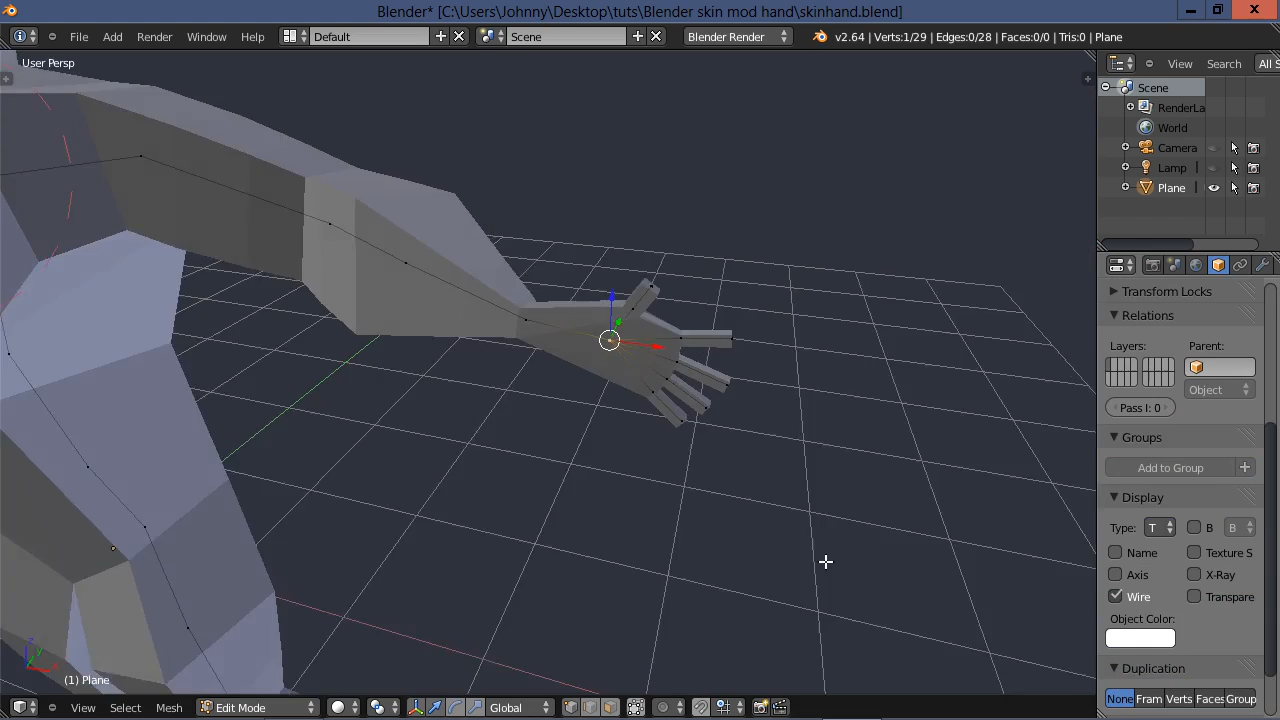 Blender* [C:\Users\Johnny\Desktop\tuts\Blender skin mod hand\skinhand.blend]
File Add Render Window Help Default Scene Blender Render v2.64 | Verts:1/29 | Edges:0/28 | Faces:0/0 | Tris:0 | Plane
User Persp
View Search All S
Scene
RenderLa
World
Camera
Lamp
Plane
Transform Locks
Relations
Layers: Parent:
Object
Pass I: 0
Groups
Add to Group
Display
Type: T B B
Name Texture S
Axis X-Ray
Wire Transpare
Object Color:
Duplication
None Fram Verts Faces Group
z
y
x
(1) Plane
View Select Mesh Edit Mode Global